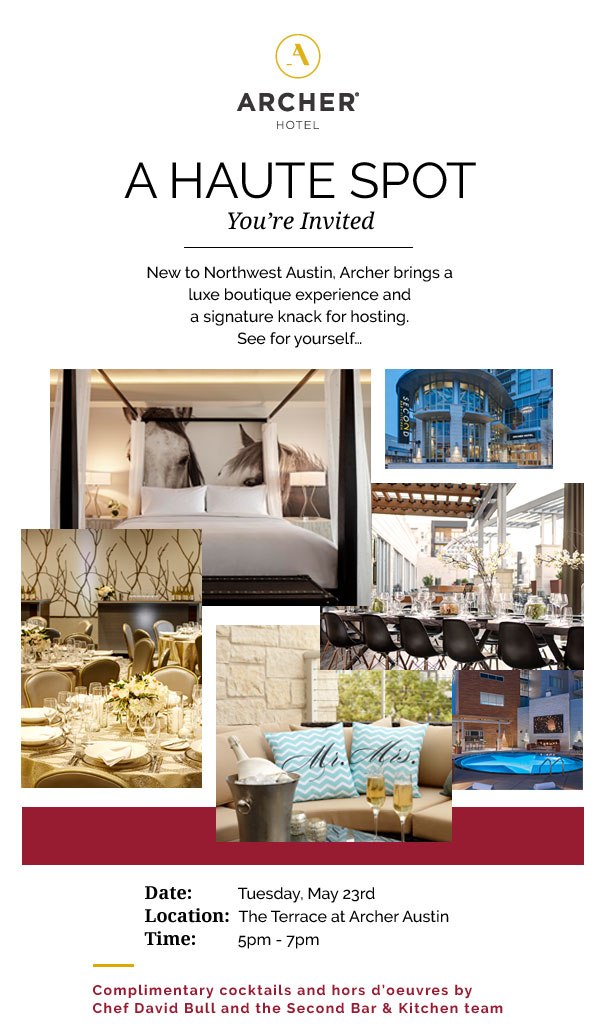 A
ARCHER®
HOTEL
A HAUTE SPOT
You're Invited
New to Northwest Austin, Archer brings a
luxe boutique experience and
a signature knack for hosting.
See for yourself...
SECOND
ARCHER HOTEL
Mr. Mrs.
Date: Tuesday, May 23rd
Location: The Terrace at Archer Austin
Time: 5pm - 7pm
Complimentary cocktails and hors d'oeuvres by
Chef David Bull and the Second Bar & Kitchen team